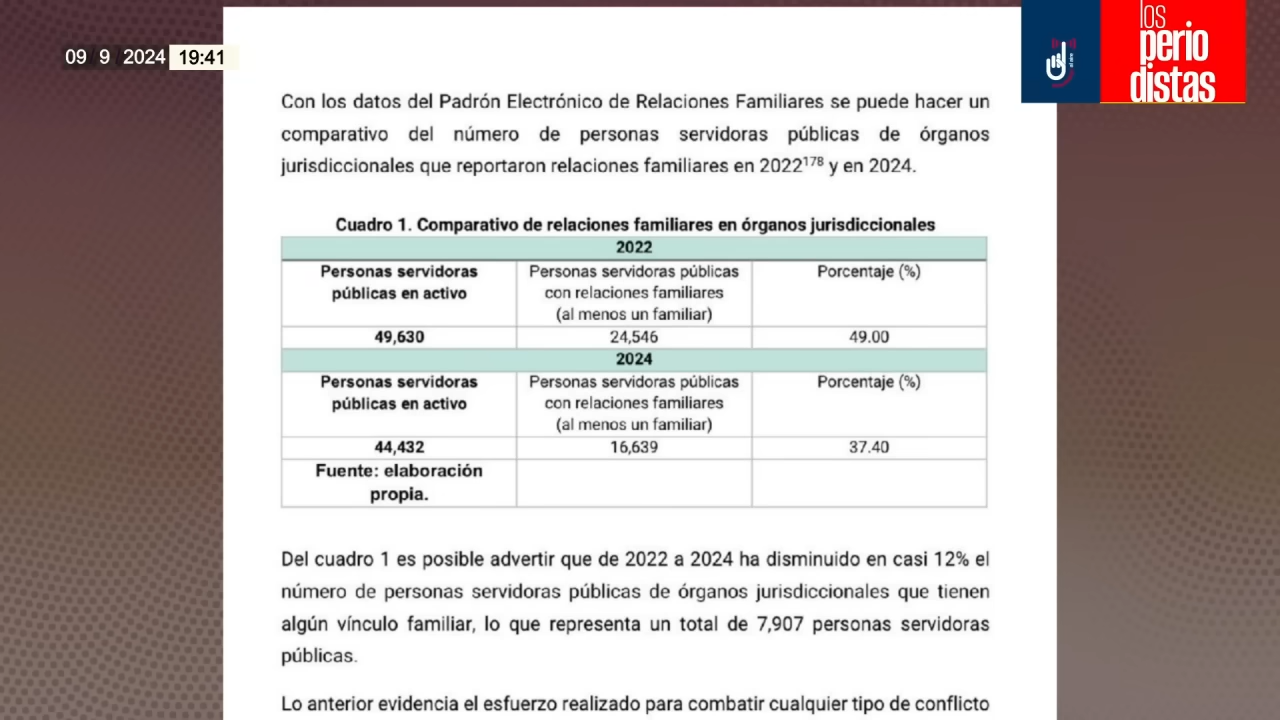 09 9 2024 19:41
los
perio
distas
Con los datos del Padrón Electrónico de Relaciones Familiares se puede hacer un
comparativo del número de personas servidoras públicas de órganos
jurisdiccionales que reportaron relaciones familiares en 2022¹⁷⁸ y en 2024.
Cuadro 1. Comparativo de relaciones familiares en órganos jurisdiccionales
2022
Personas servidoras
públicas en activo
Personas servidoras públicas
con relaciones familiares
(al menos un familiar)
Porcentaje (%)
49,630 24,546 49.00
2024
Personas servidoras
públicas en activo
Personas servidoras públicas
con relaciones familiares
(al menos un familiar)
Porcentaje (%)
44,432 16,639 37.40
Fuente: elaboración
propia.
Del cuadro 1 es posible advertir que de 2022 a 2024 ha disminuido en casi 12% el
número de personas servidoras públicas de órganos jurisdiccionales que tienen
algún vínculo familiar, lo que representa un total de 7,907 personas servidoras
públicas.
Lo anterior evidencia el esfuerzo realizado para combatir cualquier tipo de conflicto